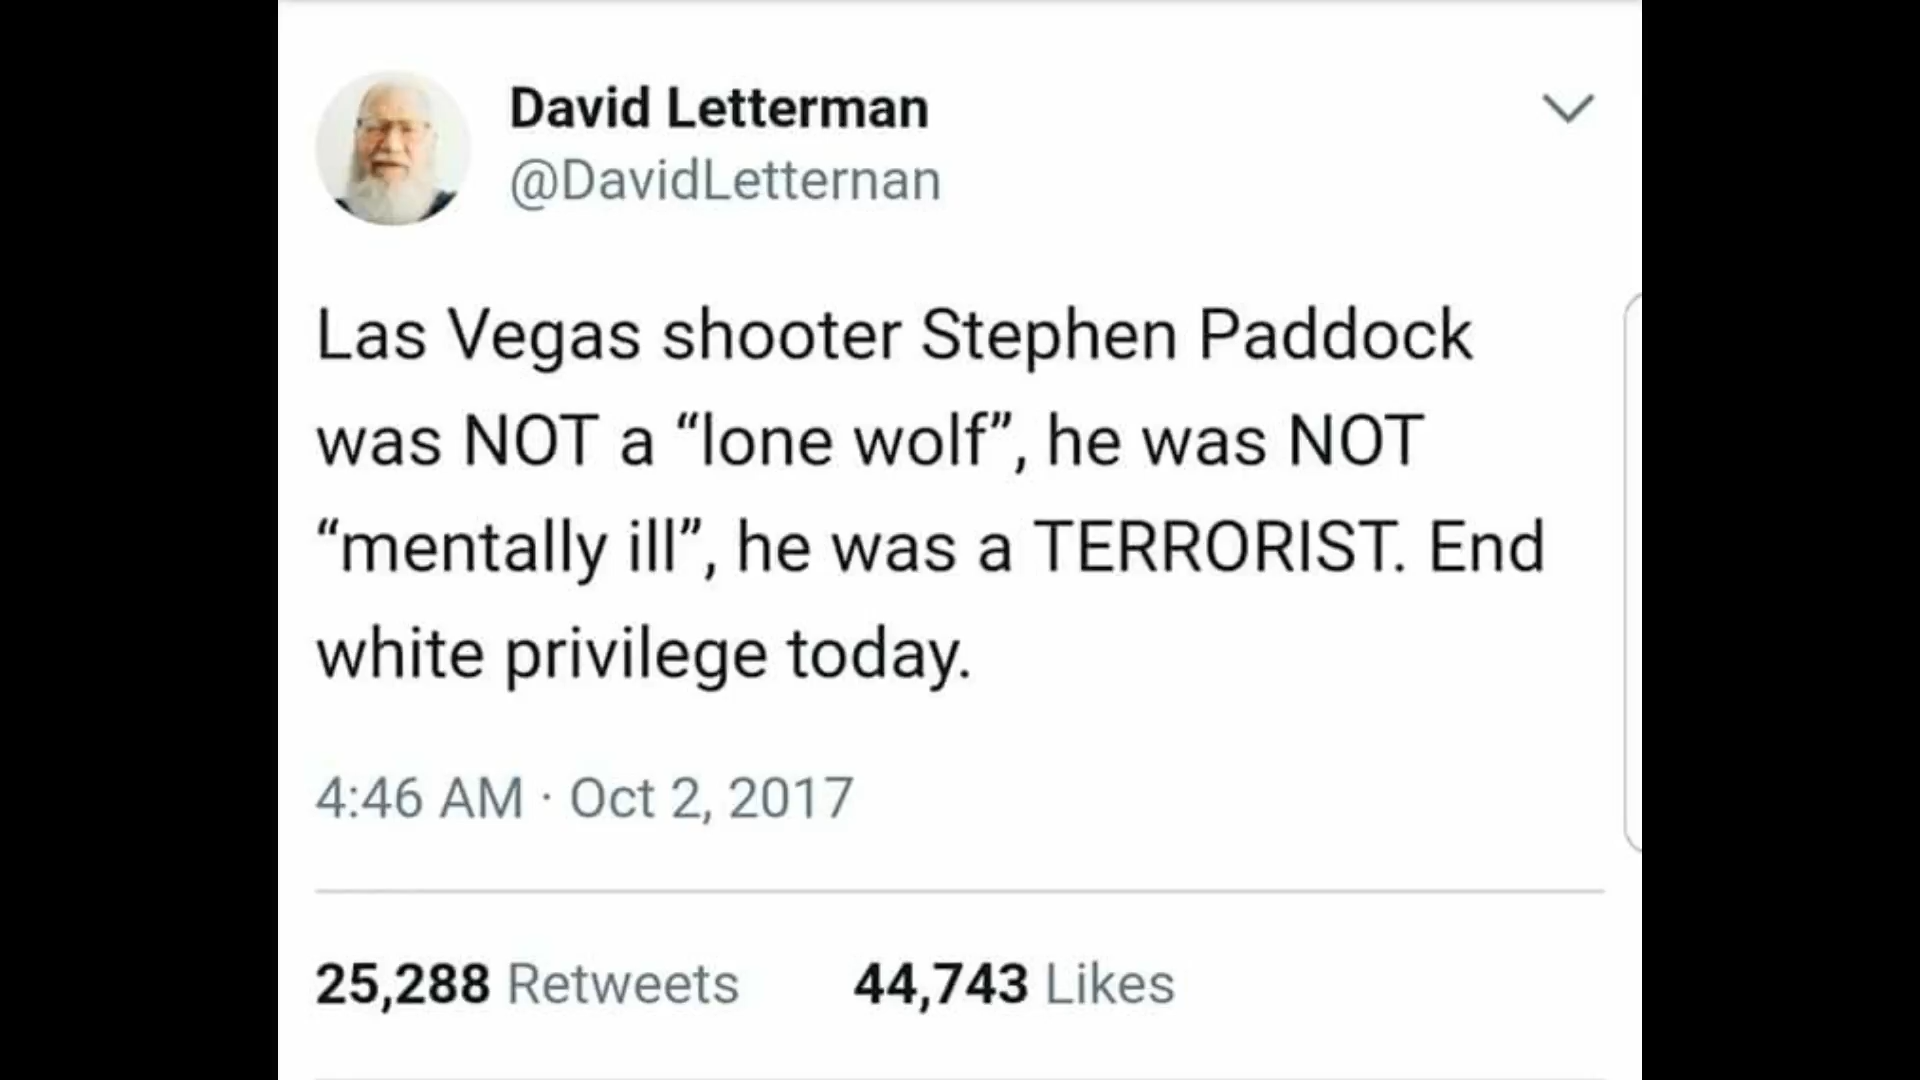 David Letterman
@DavidLetternan
Las Vegas shooter Stephen Paddock
was NOT a “lone wolf”, he was NOT
“mentally ill”, he was a TERRORIST. End
white privilege today.
4:46 AM · Oct 2, 2017
25,288 Retweets 44,743 Likes